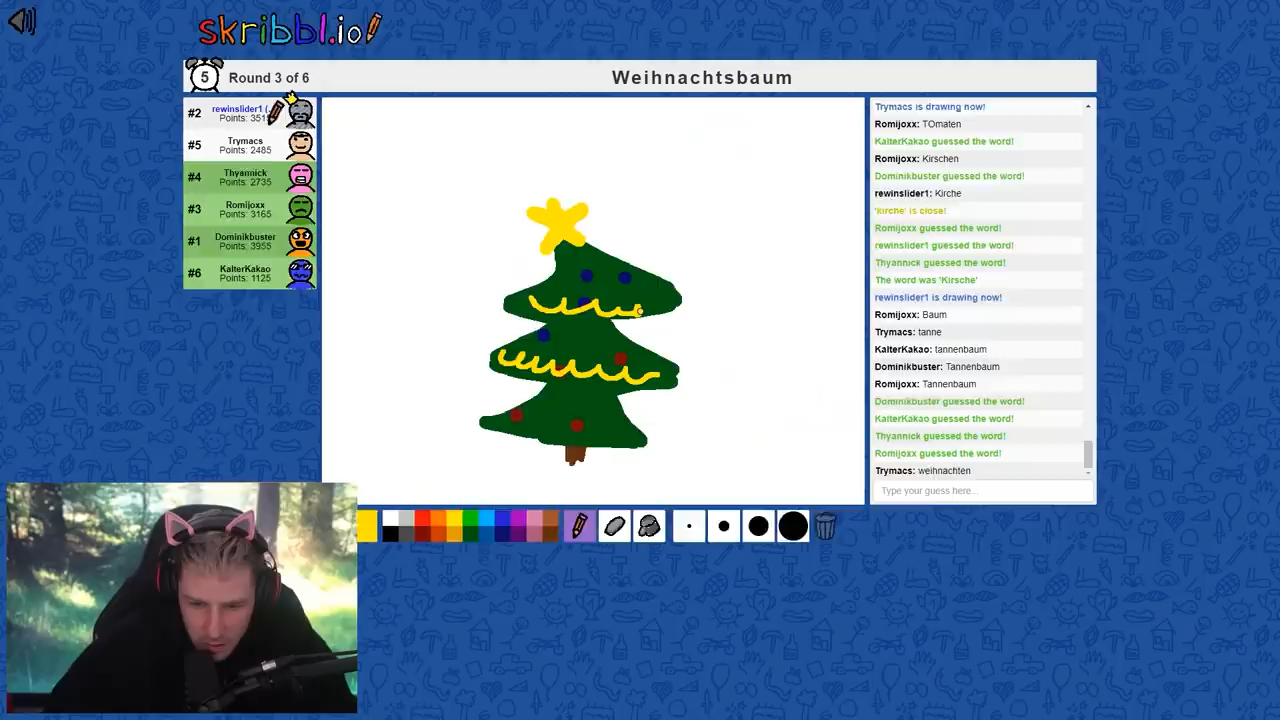 skribbl.io
5
Round 3 of 6
Weihnachtsbaum
#2
rewinslider1
Points: 351
#5
Trymacs
Points: 2485
#4
Thyannick
Points: 2735
#3
Romijoxx
Points: 3165
#1
Dominikbuster
Points: 3955
#6
KalterKakao
Points: 1125
Trymacs is drawing now!
Romijoxx: TOmaten
KalterKakao guessed the word!
Romijoxx: Kirschen
Dominikbuster guessed the word!
rewinslider1: Kirche
'kirche' is close!
Romijoxx guessed the word!
rewinslider1 guessed the word!
Thyannick guessed the word!
The word was 'Kirsche'
rewinslider1 is drawing now!
Romijoxx: Baum
Trymacs: tanne
KalterKakao: tannenbaum
Dominikbuster: Tannenbaum
Romijoxx: Tannenbaum
Dominikbuster guessed the word!
KalterKakao guessed the word!
Thyannick guessed the word!
Romijoxx guessed the word!
Trymacs: weihnachten
Type your guess here...